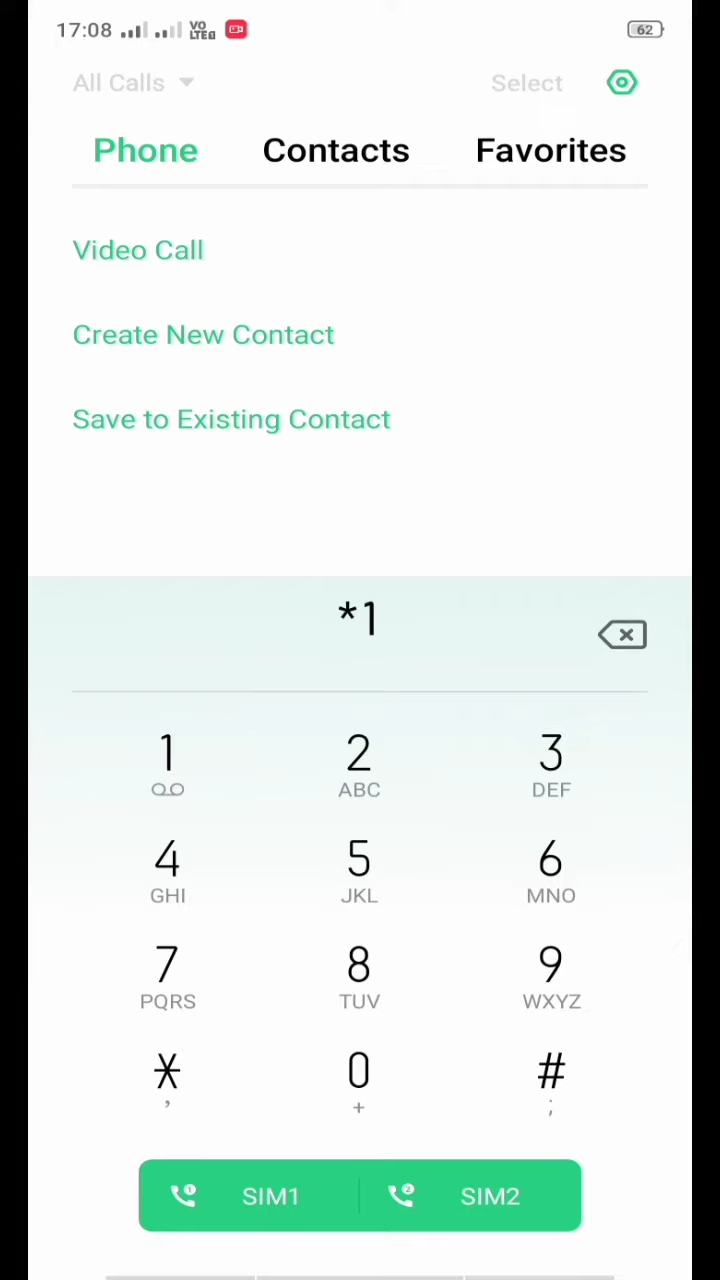 17:08 VO LTE 62
All Calls Select
Phone Contacts Favorites
Video Call
Create New Contact
Save to Existing Contact
*1
1 2 3
ABC DEF
4 5 6
GHI JKL MNO
7 8 9
PQRS TUV WXYZ
* 0 #
, + ;
1 SIM1 2 SIM2